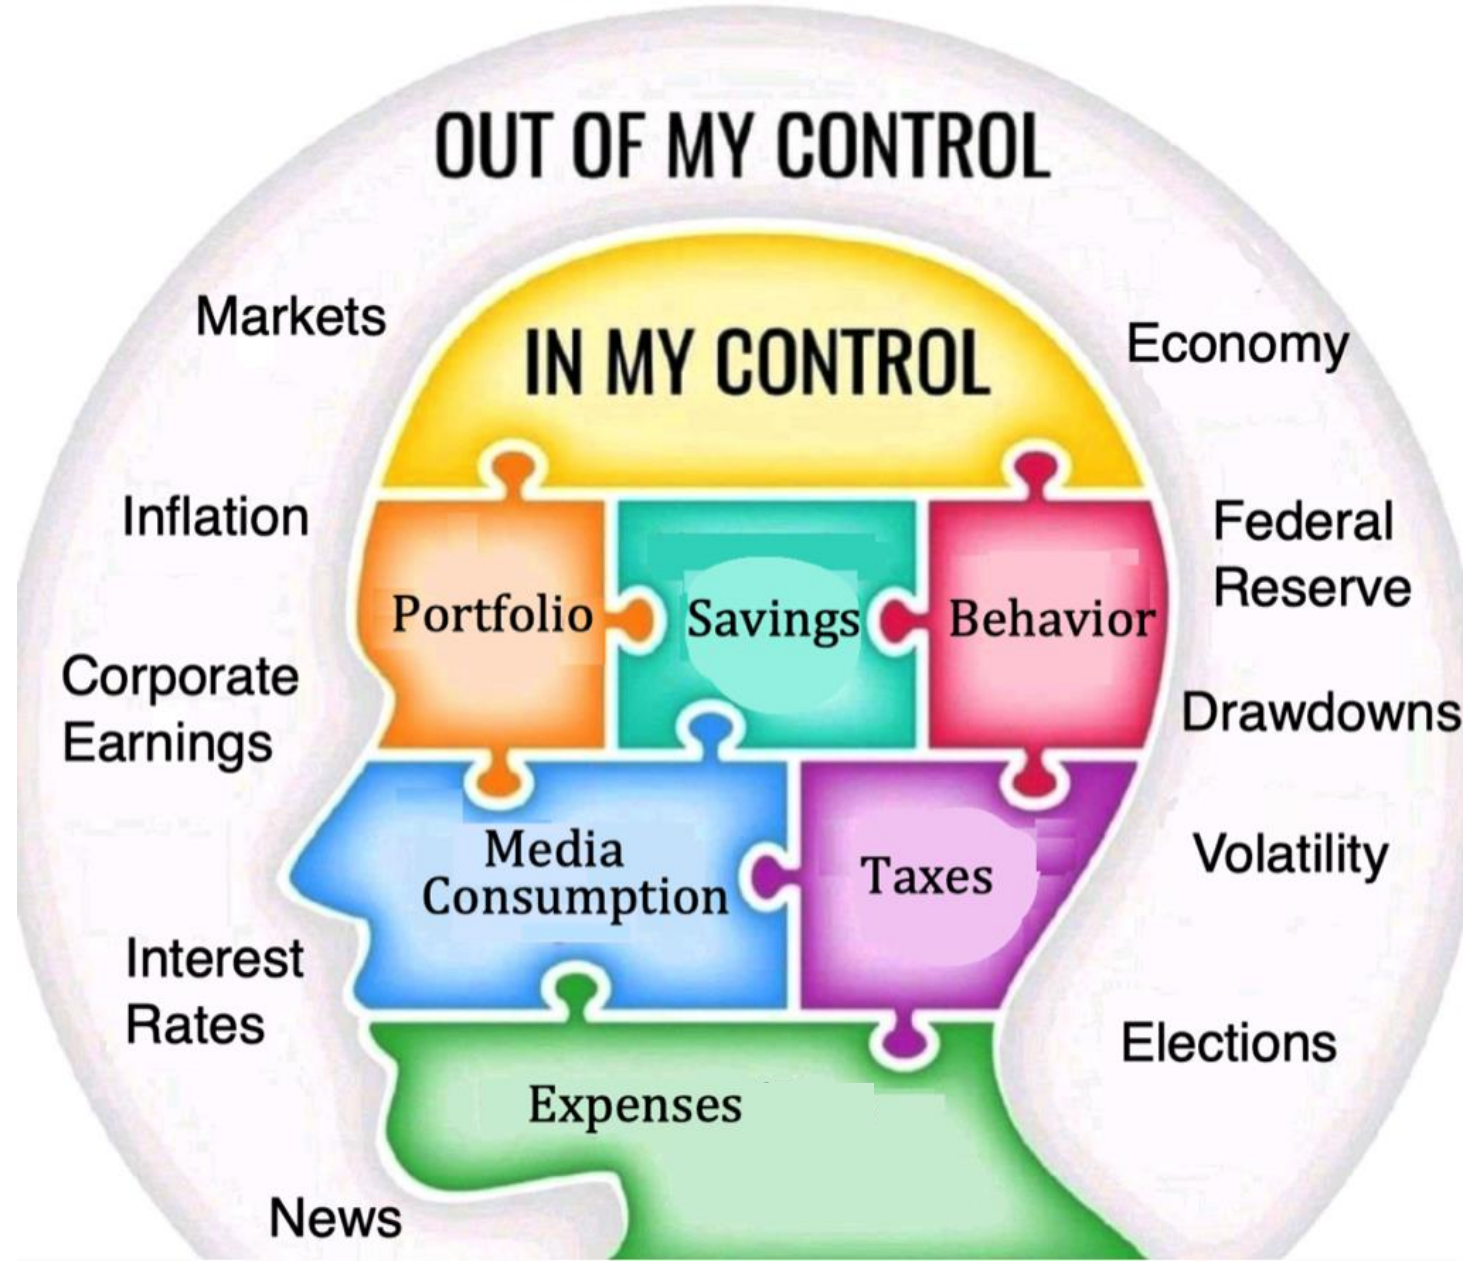 OUT OF MY CONTROL
Markets
IN MY CONTROL
Economy
Inflation
Federal
Reserve
Portfolio
Savings
Behavior
Corporate
Earnings
Drawdowns
Media
Consumption
Taxes
Volatility
Interest
Rates
Elections
Expenses
News